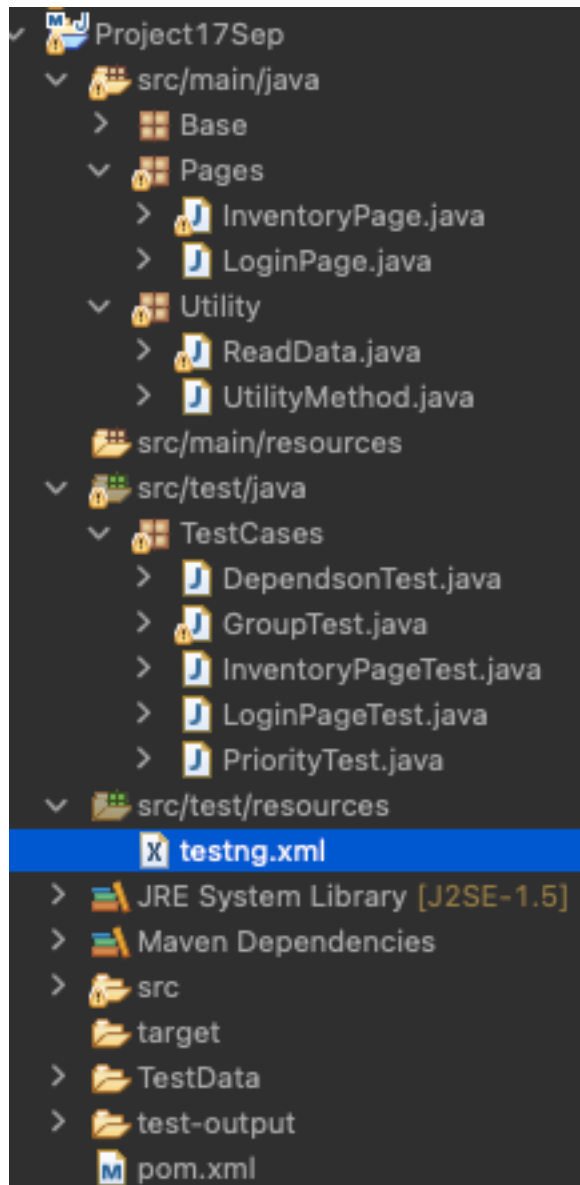 Project17Sep
src/main/java
Base
Pages
InventoryPage.java
LoginPage.java
Utility
ReadData.java
UtilityMethod.java
src/main/resources
src/test/java
TestCases
DependsonTest.java
GroupTest.java
InventoryPageTest.java
LoginPageTest.java
PriorityTest.java
src/test/resources
testng.xml
JRE System Library [J2SE-1.5]
Maven Dependencies
src
target
TestData
test-output
pom.xml